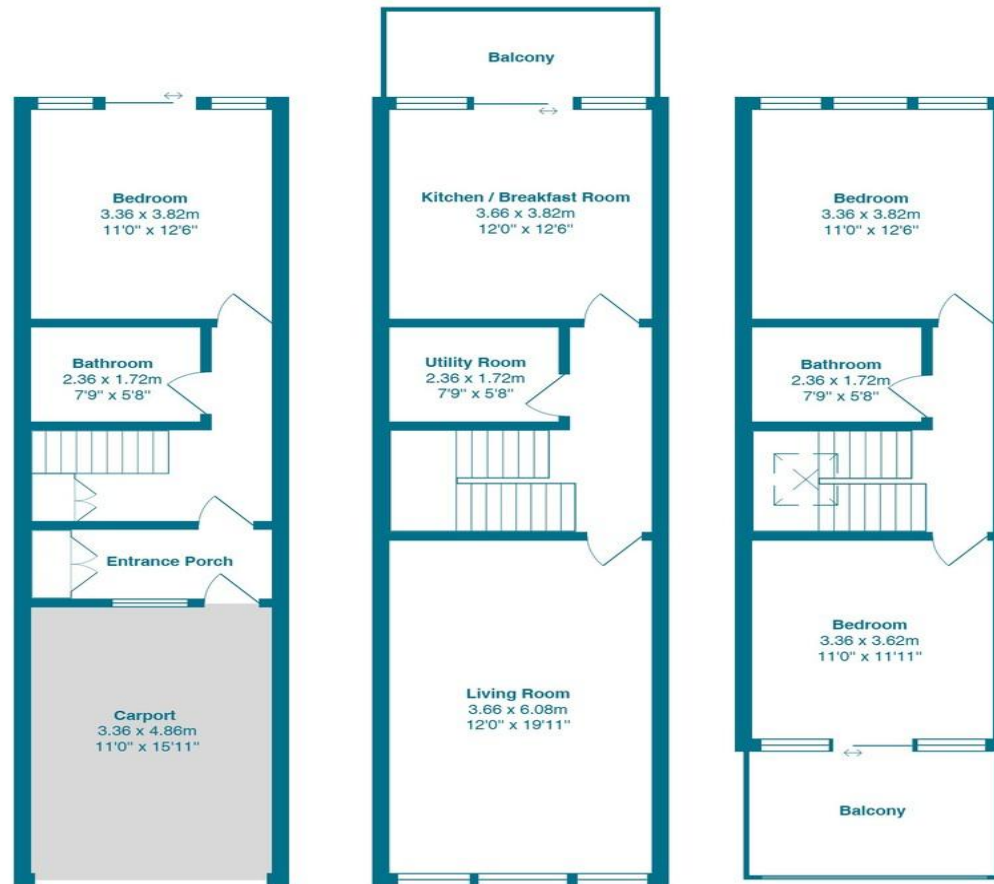 Bedroom
3.36 x 3.82m
11'0" x 12'6"
Bathroom
2.36 x 1.72m
7'9" x 5'8"
Entrance Porch
Carport
3.36 x 4.86m
11'0" x 15'11"
Balcony
Kitchen / Breakfast Room
3.66 x 3.82m
12'0" x 12'6"
Utility Room
2.36 x 1.72m
7'9" x 5'8"
Living Room
3.66 x 6.08m
12'0" x 19'11"
Bedroom
3.36 x 3.82m
11'0" x 12'6"
Bathroom
2.36 x 1.72m
7'9" x 5'8"
Bedroom
3.36 x 3.62m
11'0" x 11'11"
Balcony